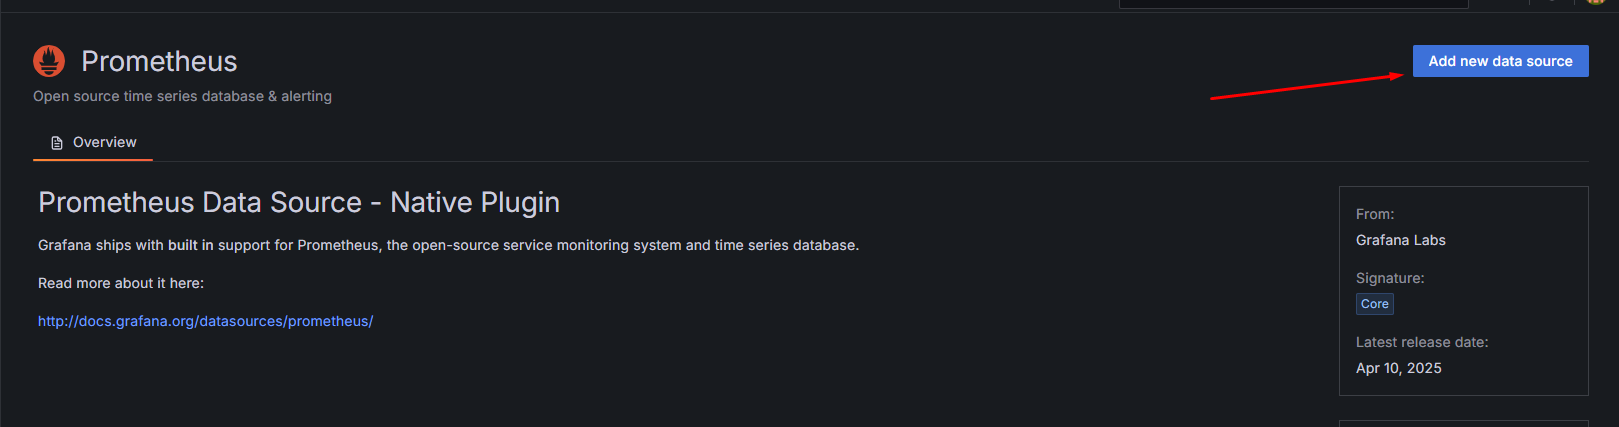 Prometheus
Add new data source
Open source time series database & alerting
Overview
Prometheus Data Source - Native Plugin
Grafana ships with built in support for Prometheus, the open-source service monitoring system and time series database.
Read more about it here:
http://docs.grafana.org/datasources/prometheus/
From:
Grafana Labs
Signature:
Core
Latest release date:
Apr 10, 2025